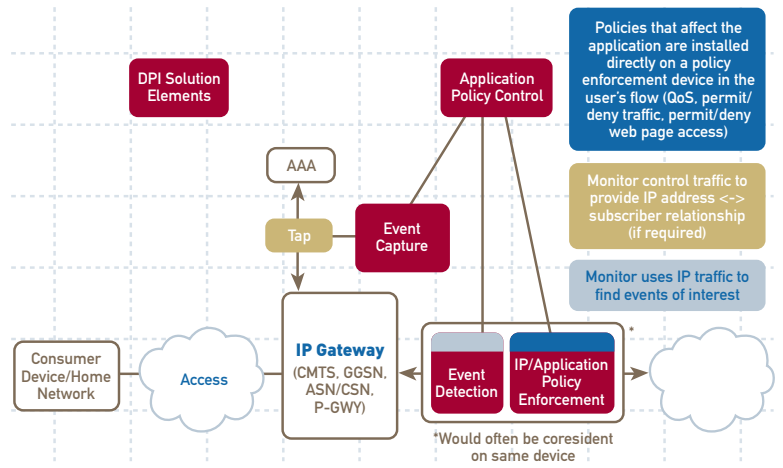 DPI Solution
Elements
Application
Policy Control
Policies that affect the
application are installed
directly on a policy
enforcement device in the
user's flow (QoS, permit/
deny traffic, permit/deny
web page access)
AAA
Tap
Event
Capture
Monitor control traffic to
provide IP address <->
subscriber relationship
(if required)
Monitor uses IP traffic to
find events of interest
Consumer
Device/Home
Network
Access
IP Gateway
(CMTS, GGSN,
ASN/CSN,
P-GWY)
Event
Detection
IP/Application
Policy
Enforcement
*
*Would often be coresident
on same device